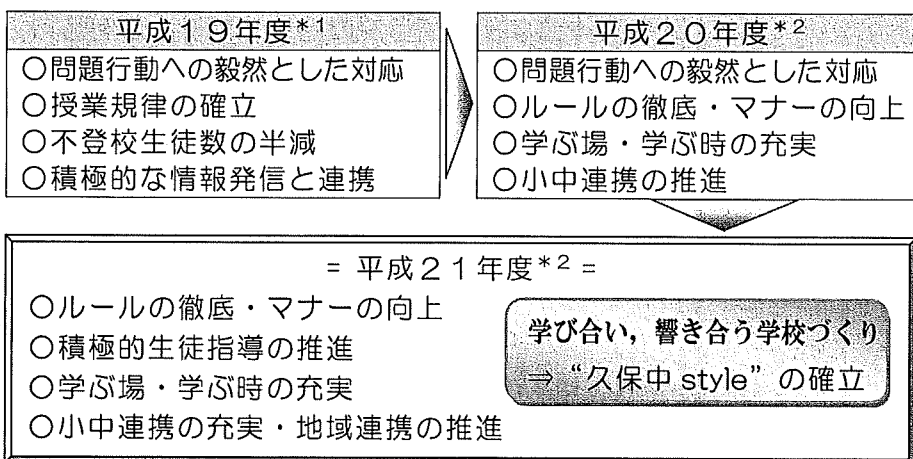 平成19年度*1
○問題行動への毅然とした対応
○授業規律の確立
○不登校生徒数の半減
○積極的な情報発信と連携
平成20年度*2
○問題行動への毅然とした対応
○ルールの徹底・マナーの向上
○学ぶ場・学ぶ時の充実
○小中連携の推進
= 平成21年度*2 =
○ルールの徹底・マナーの向上
○積極的生徒指導の推進
○学ぶ場・学ぶ時の充実
○小中連携の充実・地域連携の推進
学び合い，響き合う学校づくり
⇒ “久保中 style” の確立